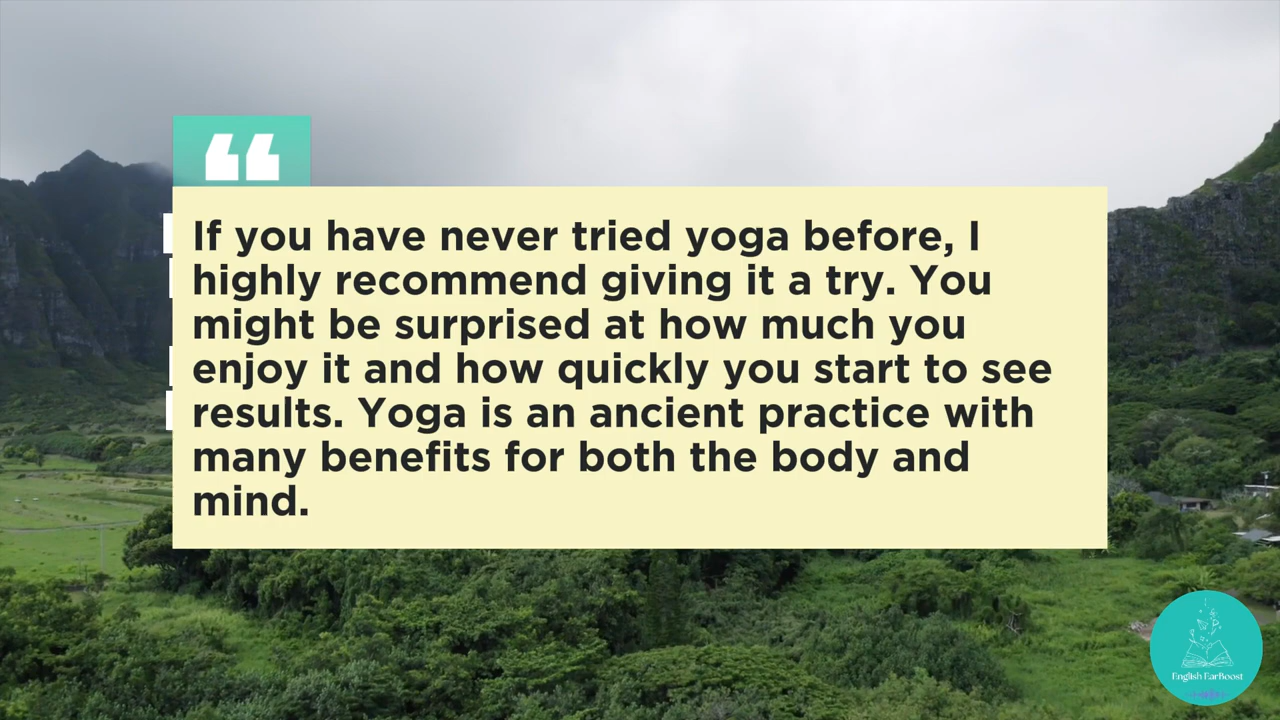 If you have never tried yoga before, I
highly recommend giving it a try. You
might be surprised at how much you
enjoy it and how quickly you start to see
results. Yoga is an ancient practice with
many benefits for both the body and
mind.
English EarBoost